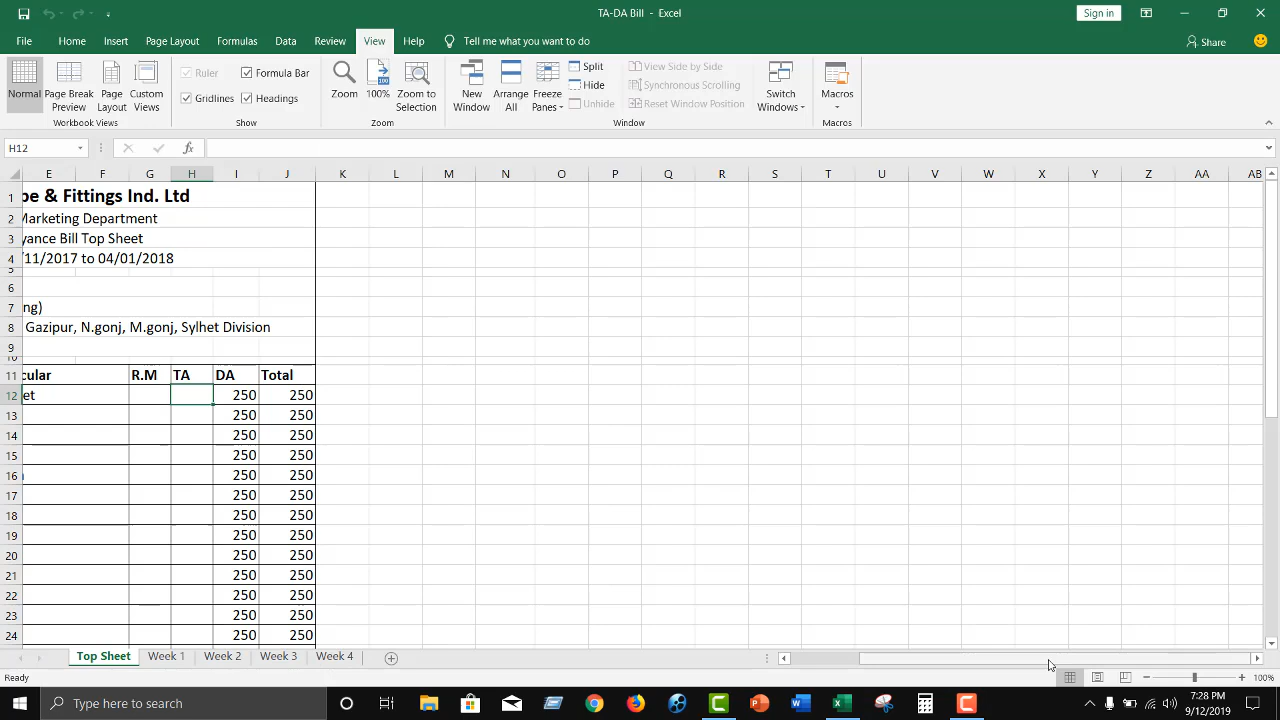 TA-DA Bill - Excel
Sign in
File Home Insert Page Layout Formulas Data Review View Help Tell me what you want to do Share
Normal Page Break Preview Page Layout Custom Views
Workbook Views
Ruler Formula Bar
Gridlines Headings
Show
Zoom 100% Zoom to Selection
Zoom
New Window Arrange All Freeze Panes
Split
Hide
Unhide
View Side by Side
Synchronous Scrolling
Reset Window Position
Switch Windows
Window
Macros
Macros
H12 fx
E F G H I J K L M N O P Q R S T U V W X Y Z AA AB
1 pe & Fittings Ind. Ltd
2 Marketing Department
3 yance Bill Top Sheet
4 /11/2017 to 04/01/2018
5
6
7 ng)
8 Gazipur, N.gonj, M.gonj, Sylhet Division
9
10
11 cular R.M TA DA Total
12 et 250 250
13 250 250
14 250 250
15 250 250
16 250 250
17 250 250
18 250 250
19 250 250
20 250 250
21 250 250
22 250 250
23 250 250
24 250 250
Top Sheet Week 1 Week 2 Week 3 Week 4
Ready 100%
Type here to search
7:28 PM
9/12/2019